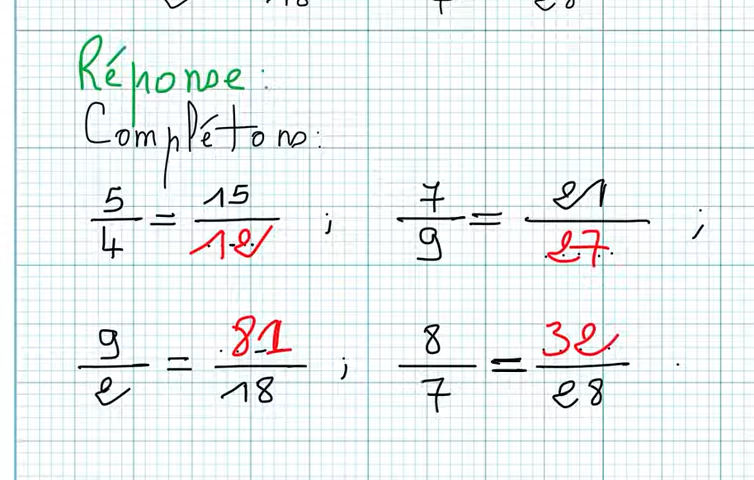 Réponse:
Complétons:
5/4 = 15/12 ; 7/9 = 21/27 ;
9/2 = 81/18 ; 8/7 = 32/28 .